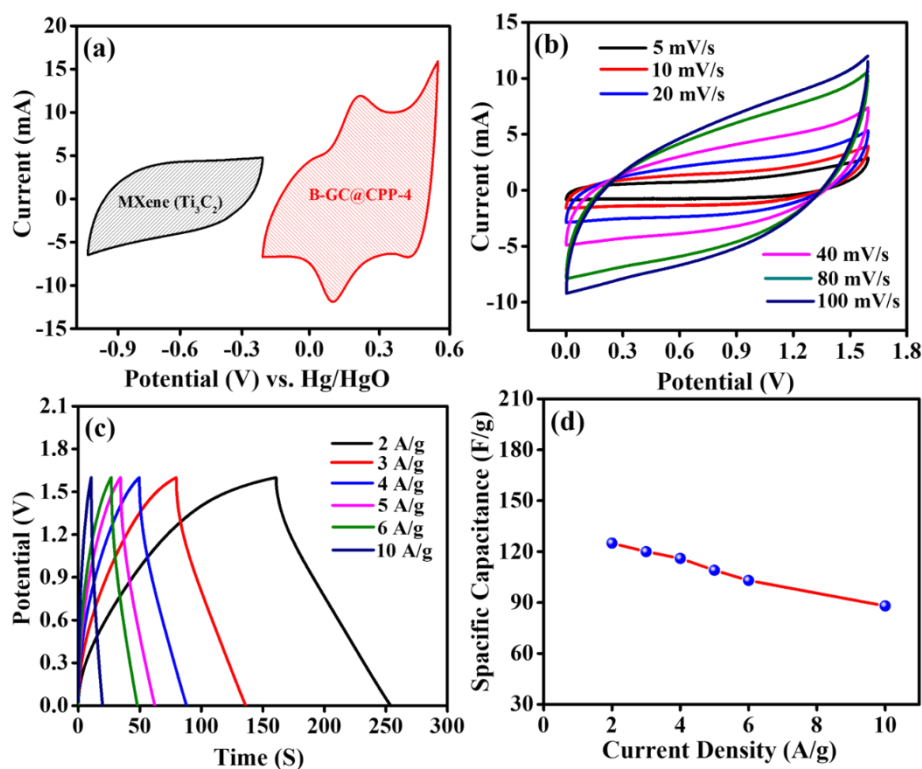 (a)
Current (mA)
20
15
10
5
0
-5
-10
-15
MXene (Ti₃C₂)
B-GC@CPP-4
-0.9 -0.6 -0.3 0.0 0.3 0.6
Potential (V) vs. Hg/HgO
(b)
Current (mA)
15
10
5
0
-5
-10
5 mV/s
10 mV/s
20 mV/s
40 mV/s
80 mV/s
100 mV/s
0.0 0.3 0.6 0.9 1.2 1.5 1.8
Potential (V)
(c)
Potential (V)
2.1
1.8
1.5
1.2
0.9
0.6
0.3
0.0
2 A/g
3 A/g
4 A/g
5 A/g
6 A/g
10 A/g
0 50 100 150 200 250 300
Time (S)
(d)
Spacific Capacitance (F/g)
210
180
150
120
90
60
30
0 2 4 6 8 10
Current Density (A/g)